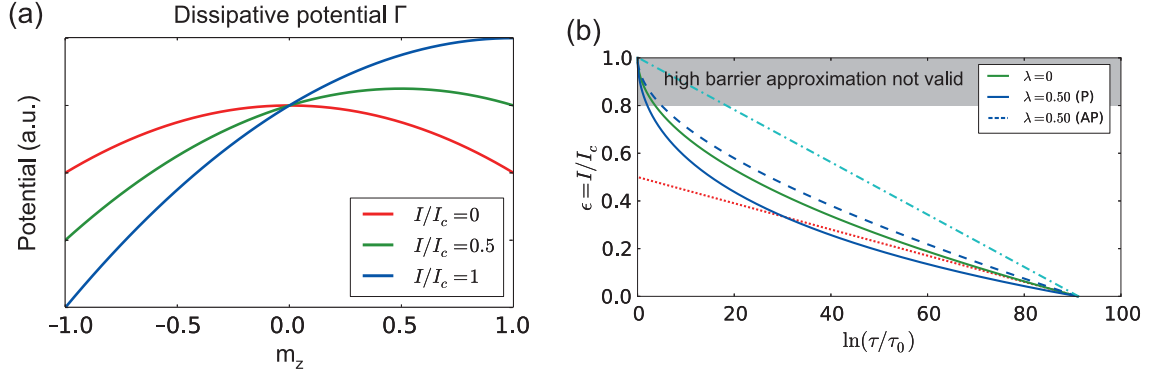 (a)
Dissipative potential Γ
Potential (a.u.)
I/I_c=0
I/I_c=0.5
I/I_c=1
−1.0 −0.5 0.0 0.5 1.0
m_z
(b)
high barrier approximation not valid
λ=0
λ=0.50 (P)
λ=0.50 (AP)
ϵ=I/I_c
1.0
0.8
0.6
0.4
0.2
0.0
0 20 40 60 80 100
ln(τ/τ_0)